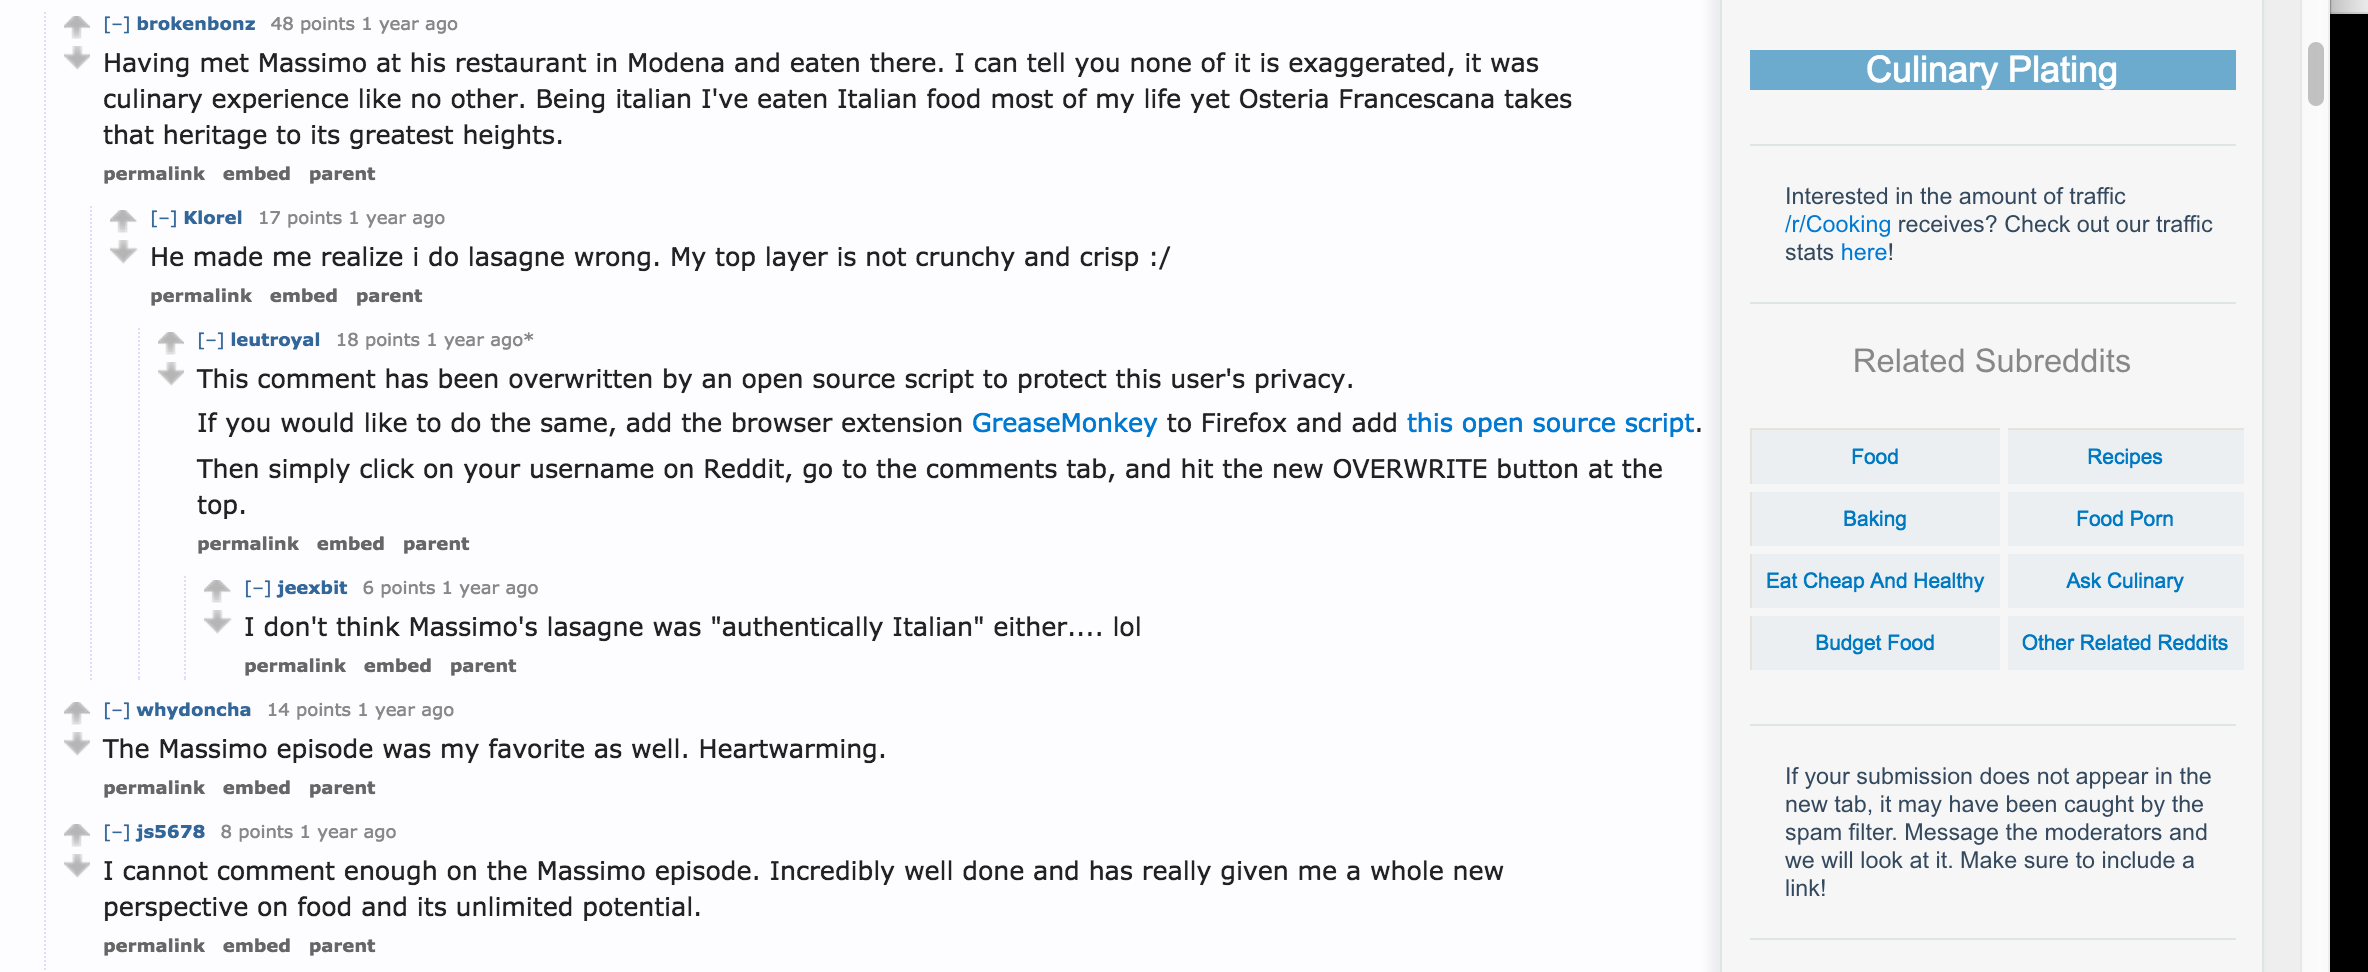 [–] brokenbonz 48 points 1 year ago
Having met Massimo at his restaurant in Modena and eaten there. I can tell you none of it is exaggerated, it was
culinary experience like no other. Being italian I've eaten Italian food most of my life yet Osteria Francescana takes
that heritage to its greatest heights.
permalink embed parent
[–] Klorel 17 points 1 year ago
He made me realize i do lasagne wrong. My top layer is not crunchy and crisp :/
permalink embed parent
[–] leutroyal 18 points 1 year ago*
This comment has been overwritten by an open source script to protect this user's privacy.
If you would like to do the same, add the browser extension GreaseMonkey to Firefox and add this open source script.
Then simply click on your username on Reddit, go to the comments tab, and hit the new OVERWRITE button at the
top.
permalink embed parent
[–] jeexbit 6 points 1 year ago
I don't think Massimo's lasagne was "authentically Italian" either.... lol
permalink embed parent
[–] whydoncha 14 points 1 year ago
The Massimo episode was my favorite as well. Heartwarming.
permalink embed parent
[–] js5678 8 points 1 year ago
I cannot comment enough on the Massimo episode. Incredibly well done and has really given me a whole new
perspective on food and its unlimited potential.
permalink embed parent
Culinary Plating
Interested in the amount of traffic
/r/Cooking receives? Check out our traffic
stats here!
Related Subreddits
Food Recipes
Baking Food Porn
Eat Cheap And Healthy Ask Culinary
Budget Food Other Related Reddits
If your submission does not appear in the
new tab, it may have been caught by the
spam filter. Message the moderators and
we will look at it. Make sure to include a
link!